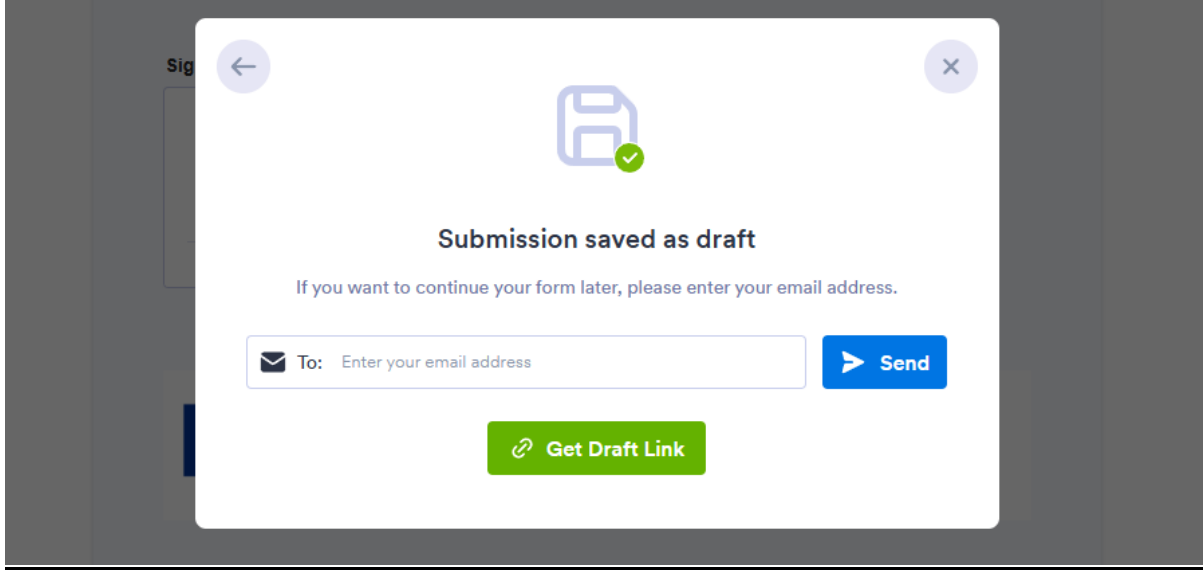 Sig
Submission saved as draft
If you want to continue your form later, please enter your email address.
To: Enter your email address
Send
Get Draft Link